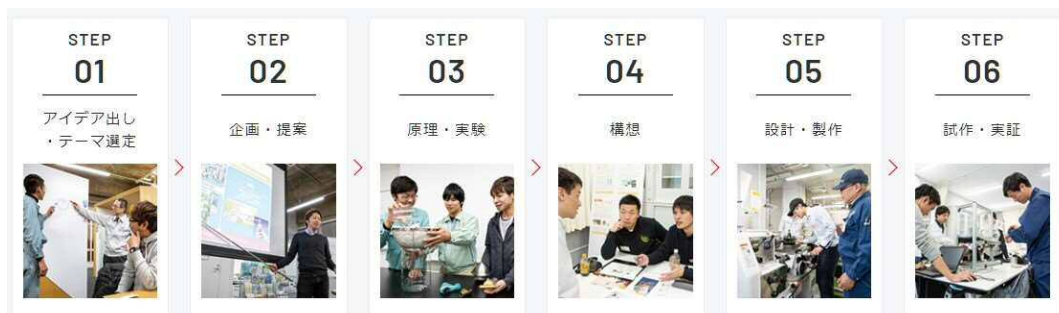 STEP
01
アイデア出し
・テーマ選定
STEP
02
企画・提案
STEP
03
原理・実験
STEP
04
構想
STEP
05
設計・製作
STEP
06
試作・実証